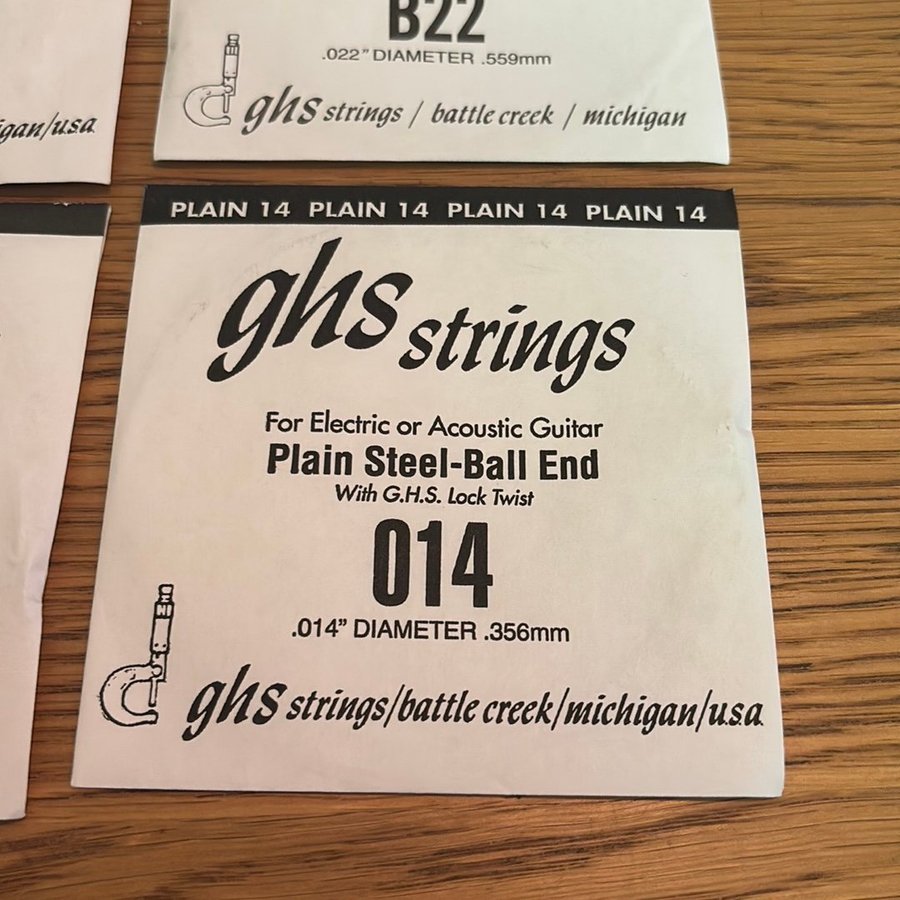 B22
.022” DIAMETER .559mm
ghs strings / battle creek / michigan
igan/usa
PLAIN 14 PLAIN 14 PLAIN 14 PLAIN 14
ghs strings
For Electric or Acoustic Guitar
Plain Steel-Ball End
With G.H.S. Lock Twist
014
.014” DIAMETER .356mm
ghs strings/battle creek/michigan/u.s.a.